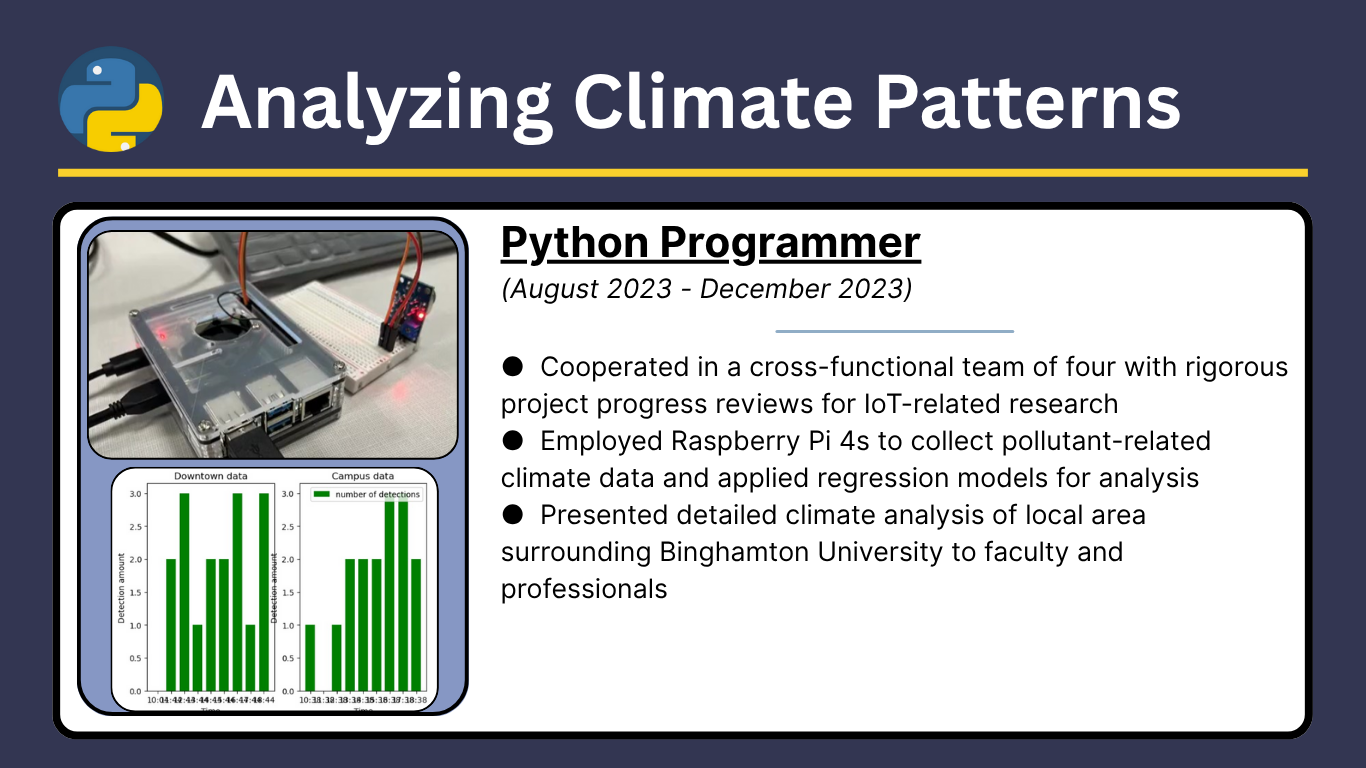 Analyzing Climate Patterns
Python Programmer
(August 2023 - December 2023)
● Cooperated in a cross-functional team of four with rigorous
project progress reviews for IoT-related research
● Employed Raspberry Pi 4s to collect pollutant-related
climate data and applied regression models for analysis
● Presented detailed climate analysis of local area
surrounding Binghamton University to faculty and
professionals
Downtown data
3.0
2.5
2.0
1.5
1.0
0.5
0.0
Detection amount
Time
Campus data
number of detections
3.0
2.5
2.0
1.5
1.0
0.5
0.0
Detection amount
Time